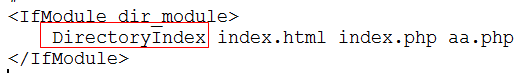 <IfModule dir_module>
DirectoryIndex index.html index.php aa.php
</IfModule>